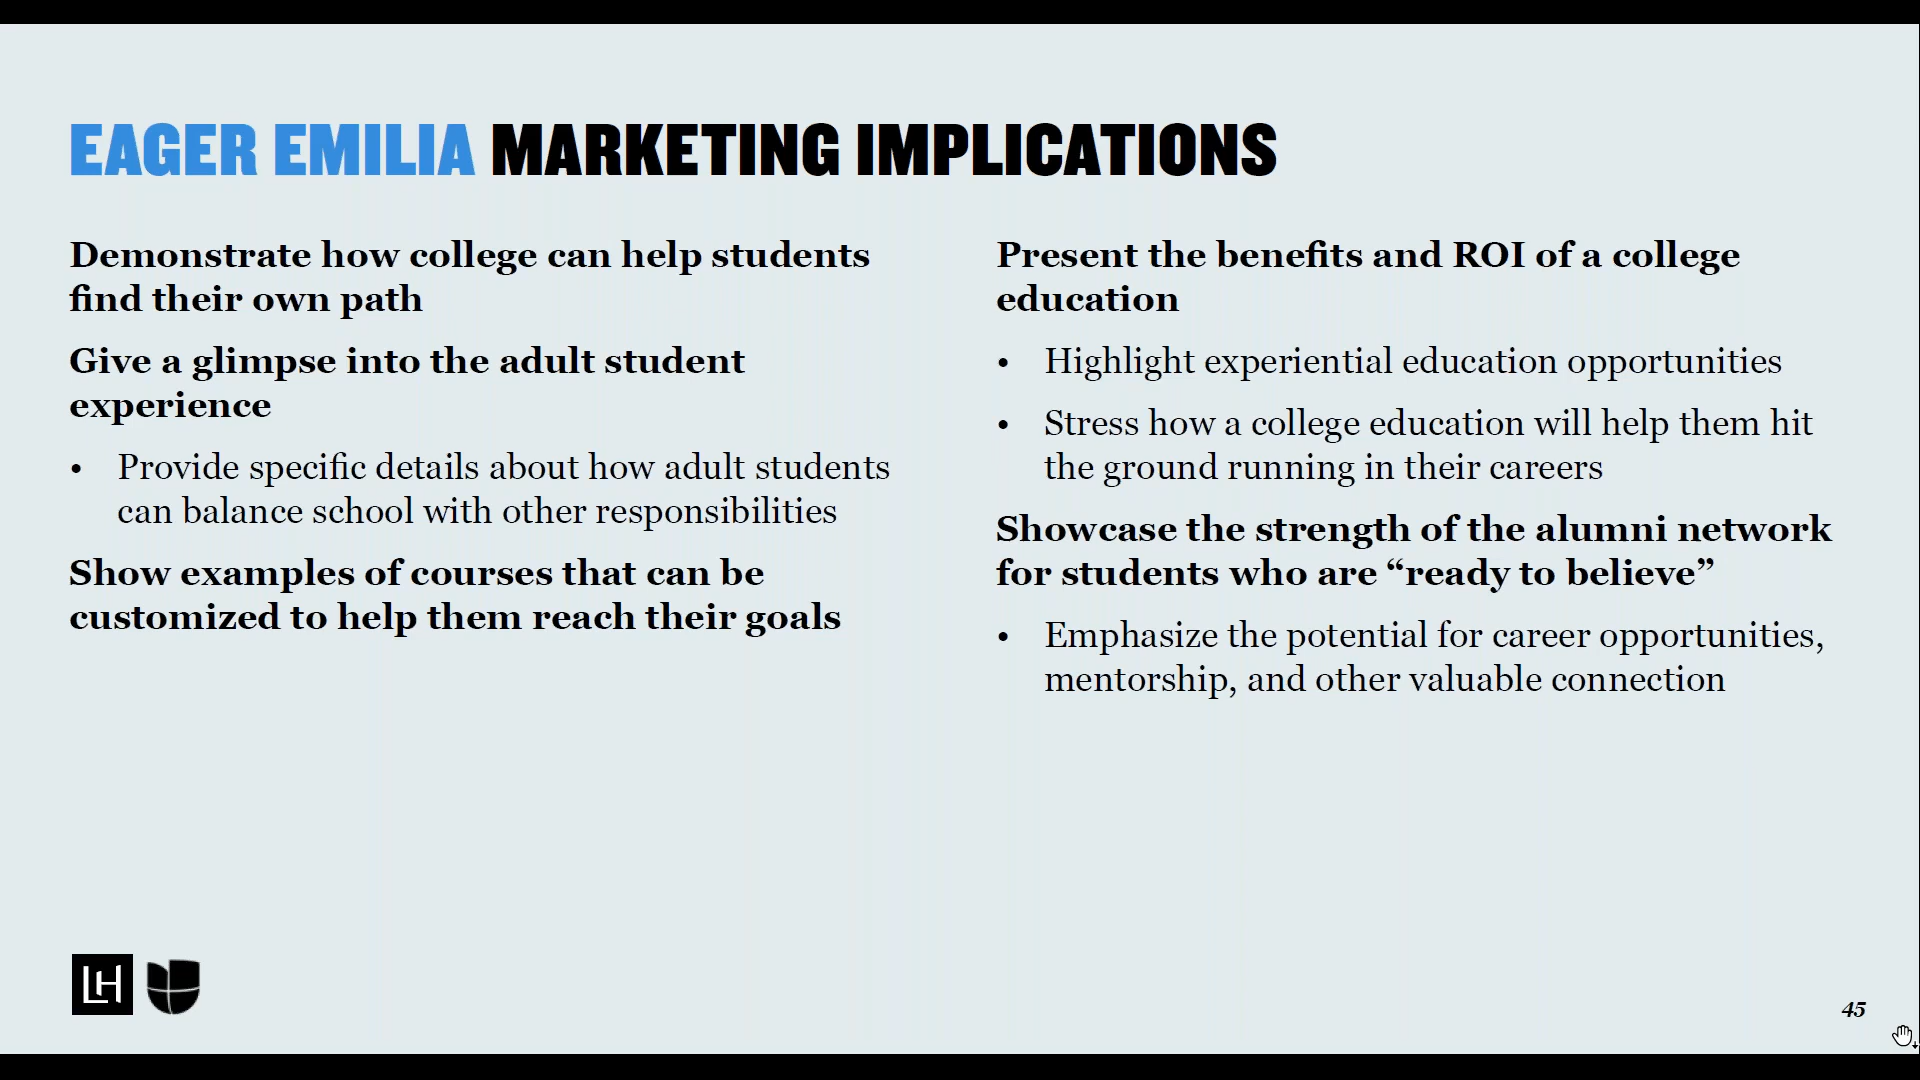 EAGER EMILIA MARKETING IMPLICATIONS
Demonstrate how college can help students
find their own path
Give a glimpse into the adult student
experience
• Provide specific details about how adult students
can balance school with other responsibilities
Show examples of courses that can be
customized to help them reach their goals
Present the benefits and ROI of a college
education
• Highlight experiential education opportunities
• Stress how a college education will help them hit
the ground running in their careers
Showcase the strength of the alumni network
for students who are “ready to believe”
• Emphasize the potential for career opportunities,
mentorship, and other valuable connection
LH
45